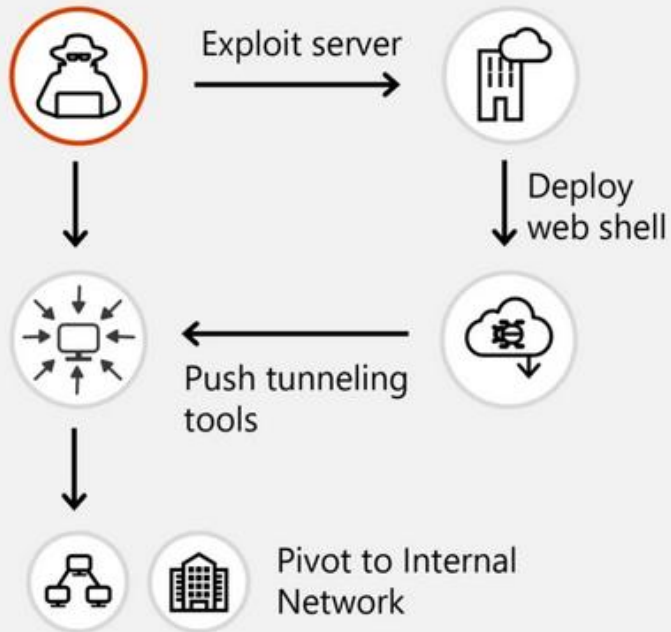 Exploit server
Deploy
web shell
Push tunneling
tools
Pivot to Internal
Network